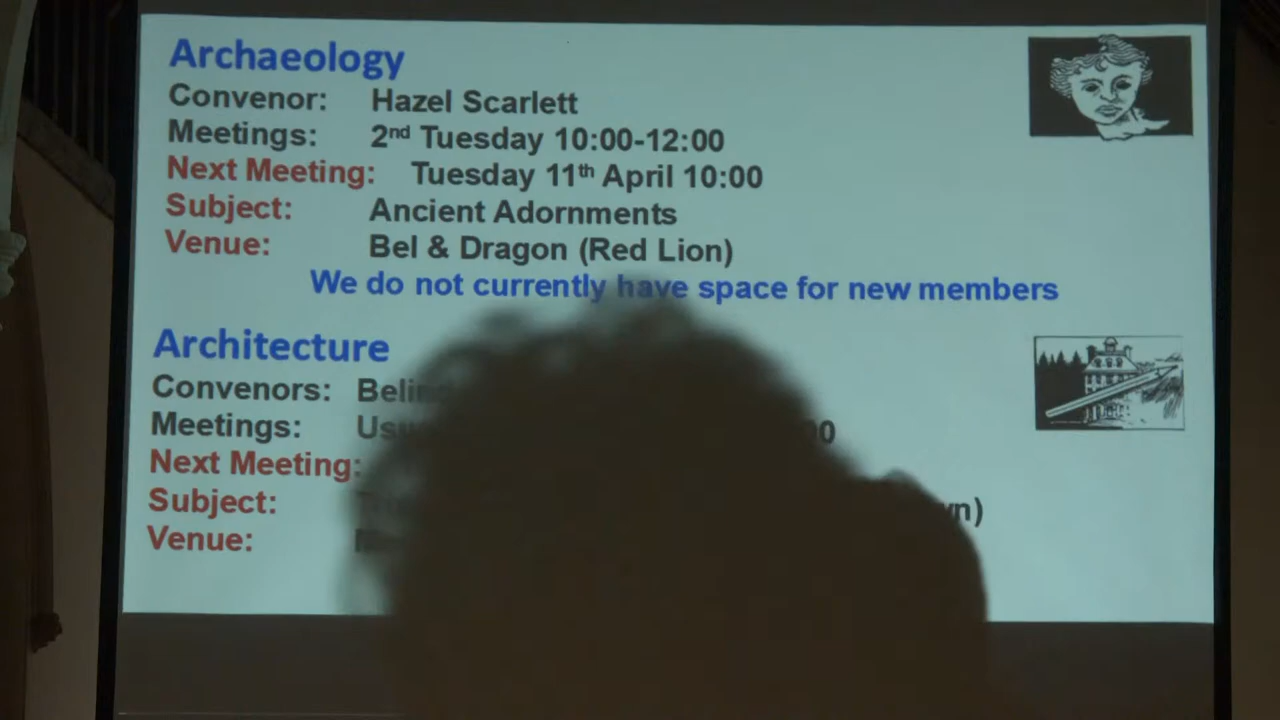 Archaeology
Convenor: Hazel Scarlett
Meetings: 2nd Tuesday 10:00-12:00
Next Meeting: Tuesday 11th April 10:00
Subject: Ancient Adornments
Venue: Bel & Dragon (Red Lion)
We do not currently have space for new members
Architecture
Convenors:
Meetings:
Next Meeting:
Subject:
Venue: